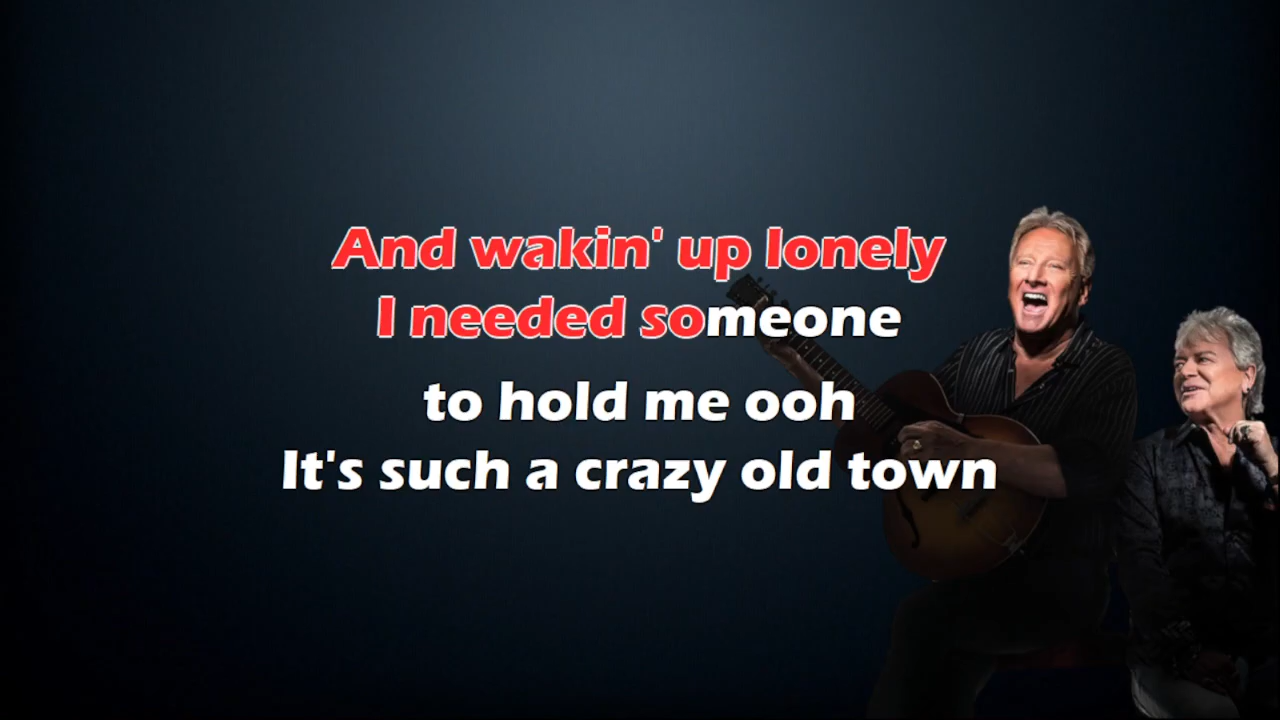 And wakin' up lonely
I needed someone
to hold me ooh
It's such a crazy old town